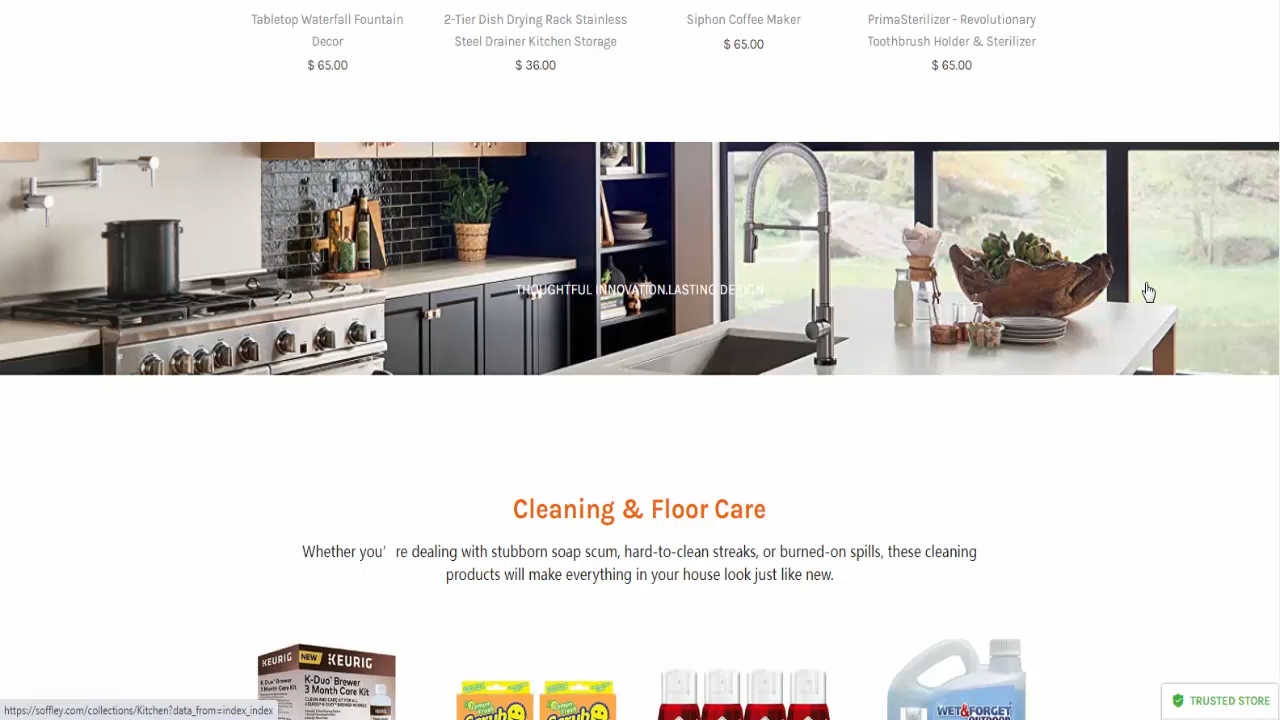 Tabletop Waterfall Fountain
Decor
$ 65.00
2-Tier Dish Drying Rack Stainless
Steel Drainer Kitchen Storage
$ 36.00
Siphon Coffee Maker
$ 65.00
PrimaSterilizer - Revolutionary
Toothbrush Holder & Sterilizer
$ 65.00
THOUGHTFUL INNOVATION.LASTING DESIGN
Cleaning & Floor Care
Whether you’re dealing with stubborn soap scum, hard-to-clean streaks, or burned-on spills, these cleaning
products will make everything in your house look just like new.
KEURIG
NEW KEURIG
K-Duo Brewer
3 Month Care Kit
WET & FORGET
OUTDOOR
https://soffley.com/collections/Kitchen?data_from=index_index
TRUSTED STORE